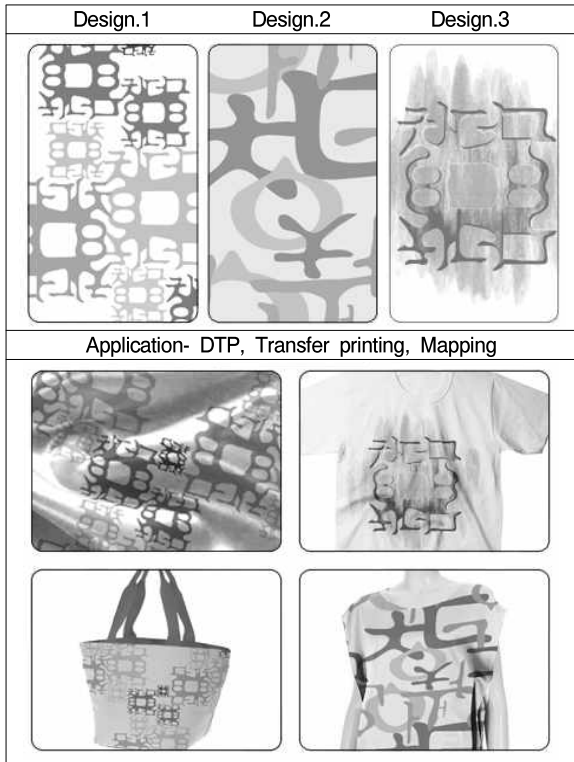 Design.1
Design.2
Design.3
Application- DTP, Transfer printing, Mapping